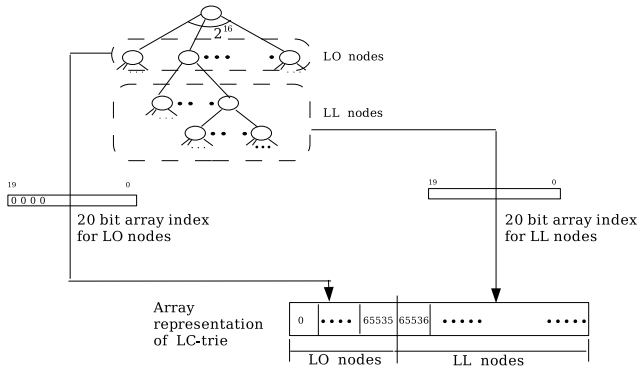 2^16
LO nodes
LL nodes
19 0
0 0 0 0
19 0
20 bit array index
for LO nodes
20 bit array index
for LL nodes
Array
representation
of LC-trie
0 65535 65536
LO nodes LL nodes